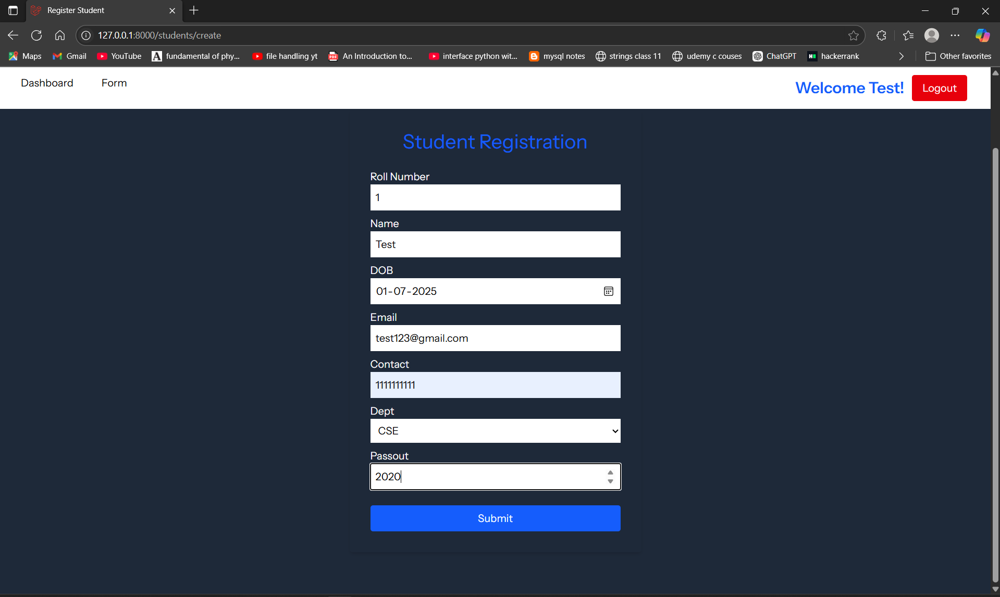 Register Student
127.0.0.1:8000/students/create
Maps Gmail YouTube fundamental of phy... file handling yt An Introduction to... interface python wit... mysql notes strings class 11 udemy c couses ChatGPT hackerrank Other favorites
Dashboard Form Welcome Test! Logout
Student Registration
Roll Number
1
Name
Test
DOB
01-07-2025
Email
test123@gmail.com
Contact
1111111111
Dept
CSE
Passout
2020
Submit